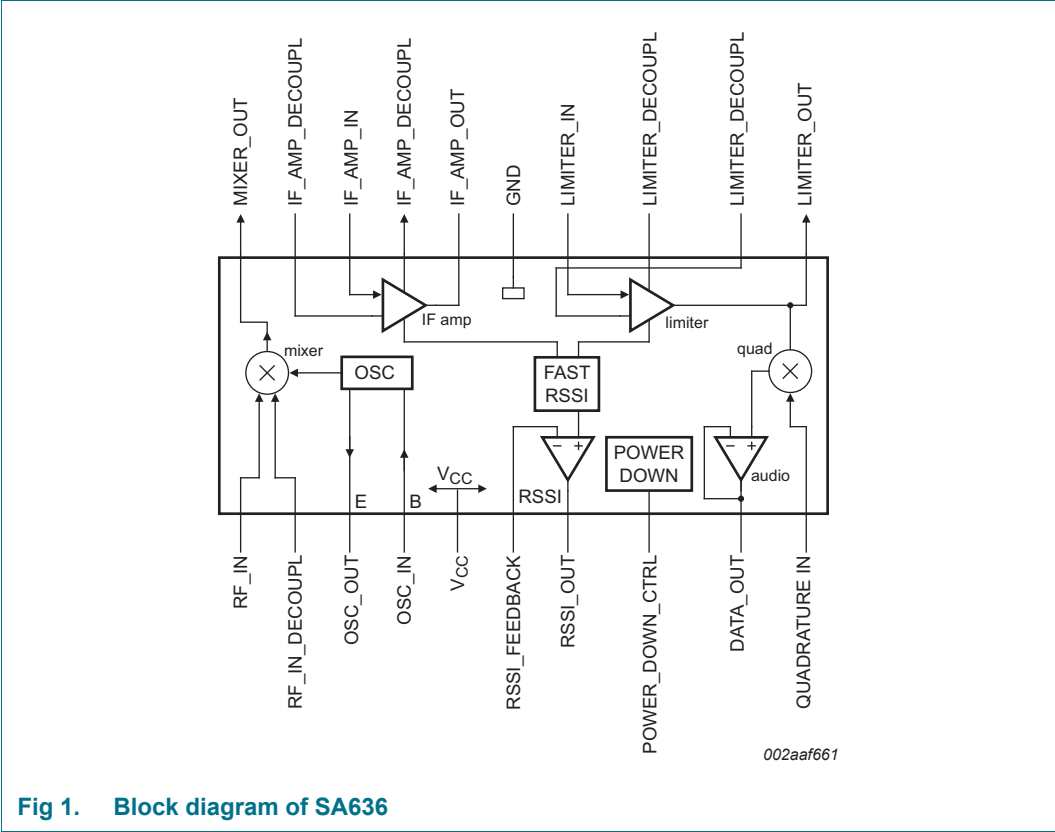 MIXER_OUT
IF_AMP_DECOUPL
IF_AMP_IN
IF_AMP_DECOUPL
IF_AMP_OUT
GND
LIMITER_IN
LIMITER_DECOUPL
LIMITER_DECOUPL
LIMITER_OUT
IF amp
limiter
mixer
OSC
FAST
RSSI
quad
− +
RSSI
POWER
DOWN
− +
audio
E
B
VCC
RF_IN
RF_IN_DECOUPL
OSC_OUT
OSC_IN
VCC
RSSI_FEEDBACK
RSSI_OUT
POWER_DOWN_CTRL
DATA_OUT
QUADRATURE IN
002aaf661
Fig 1. Block diagram of SA636